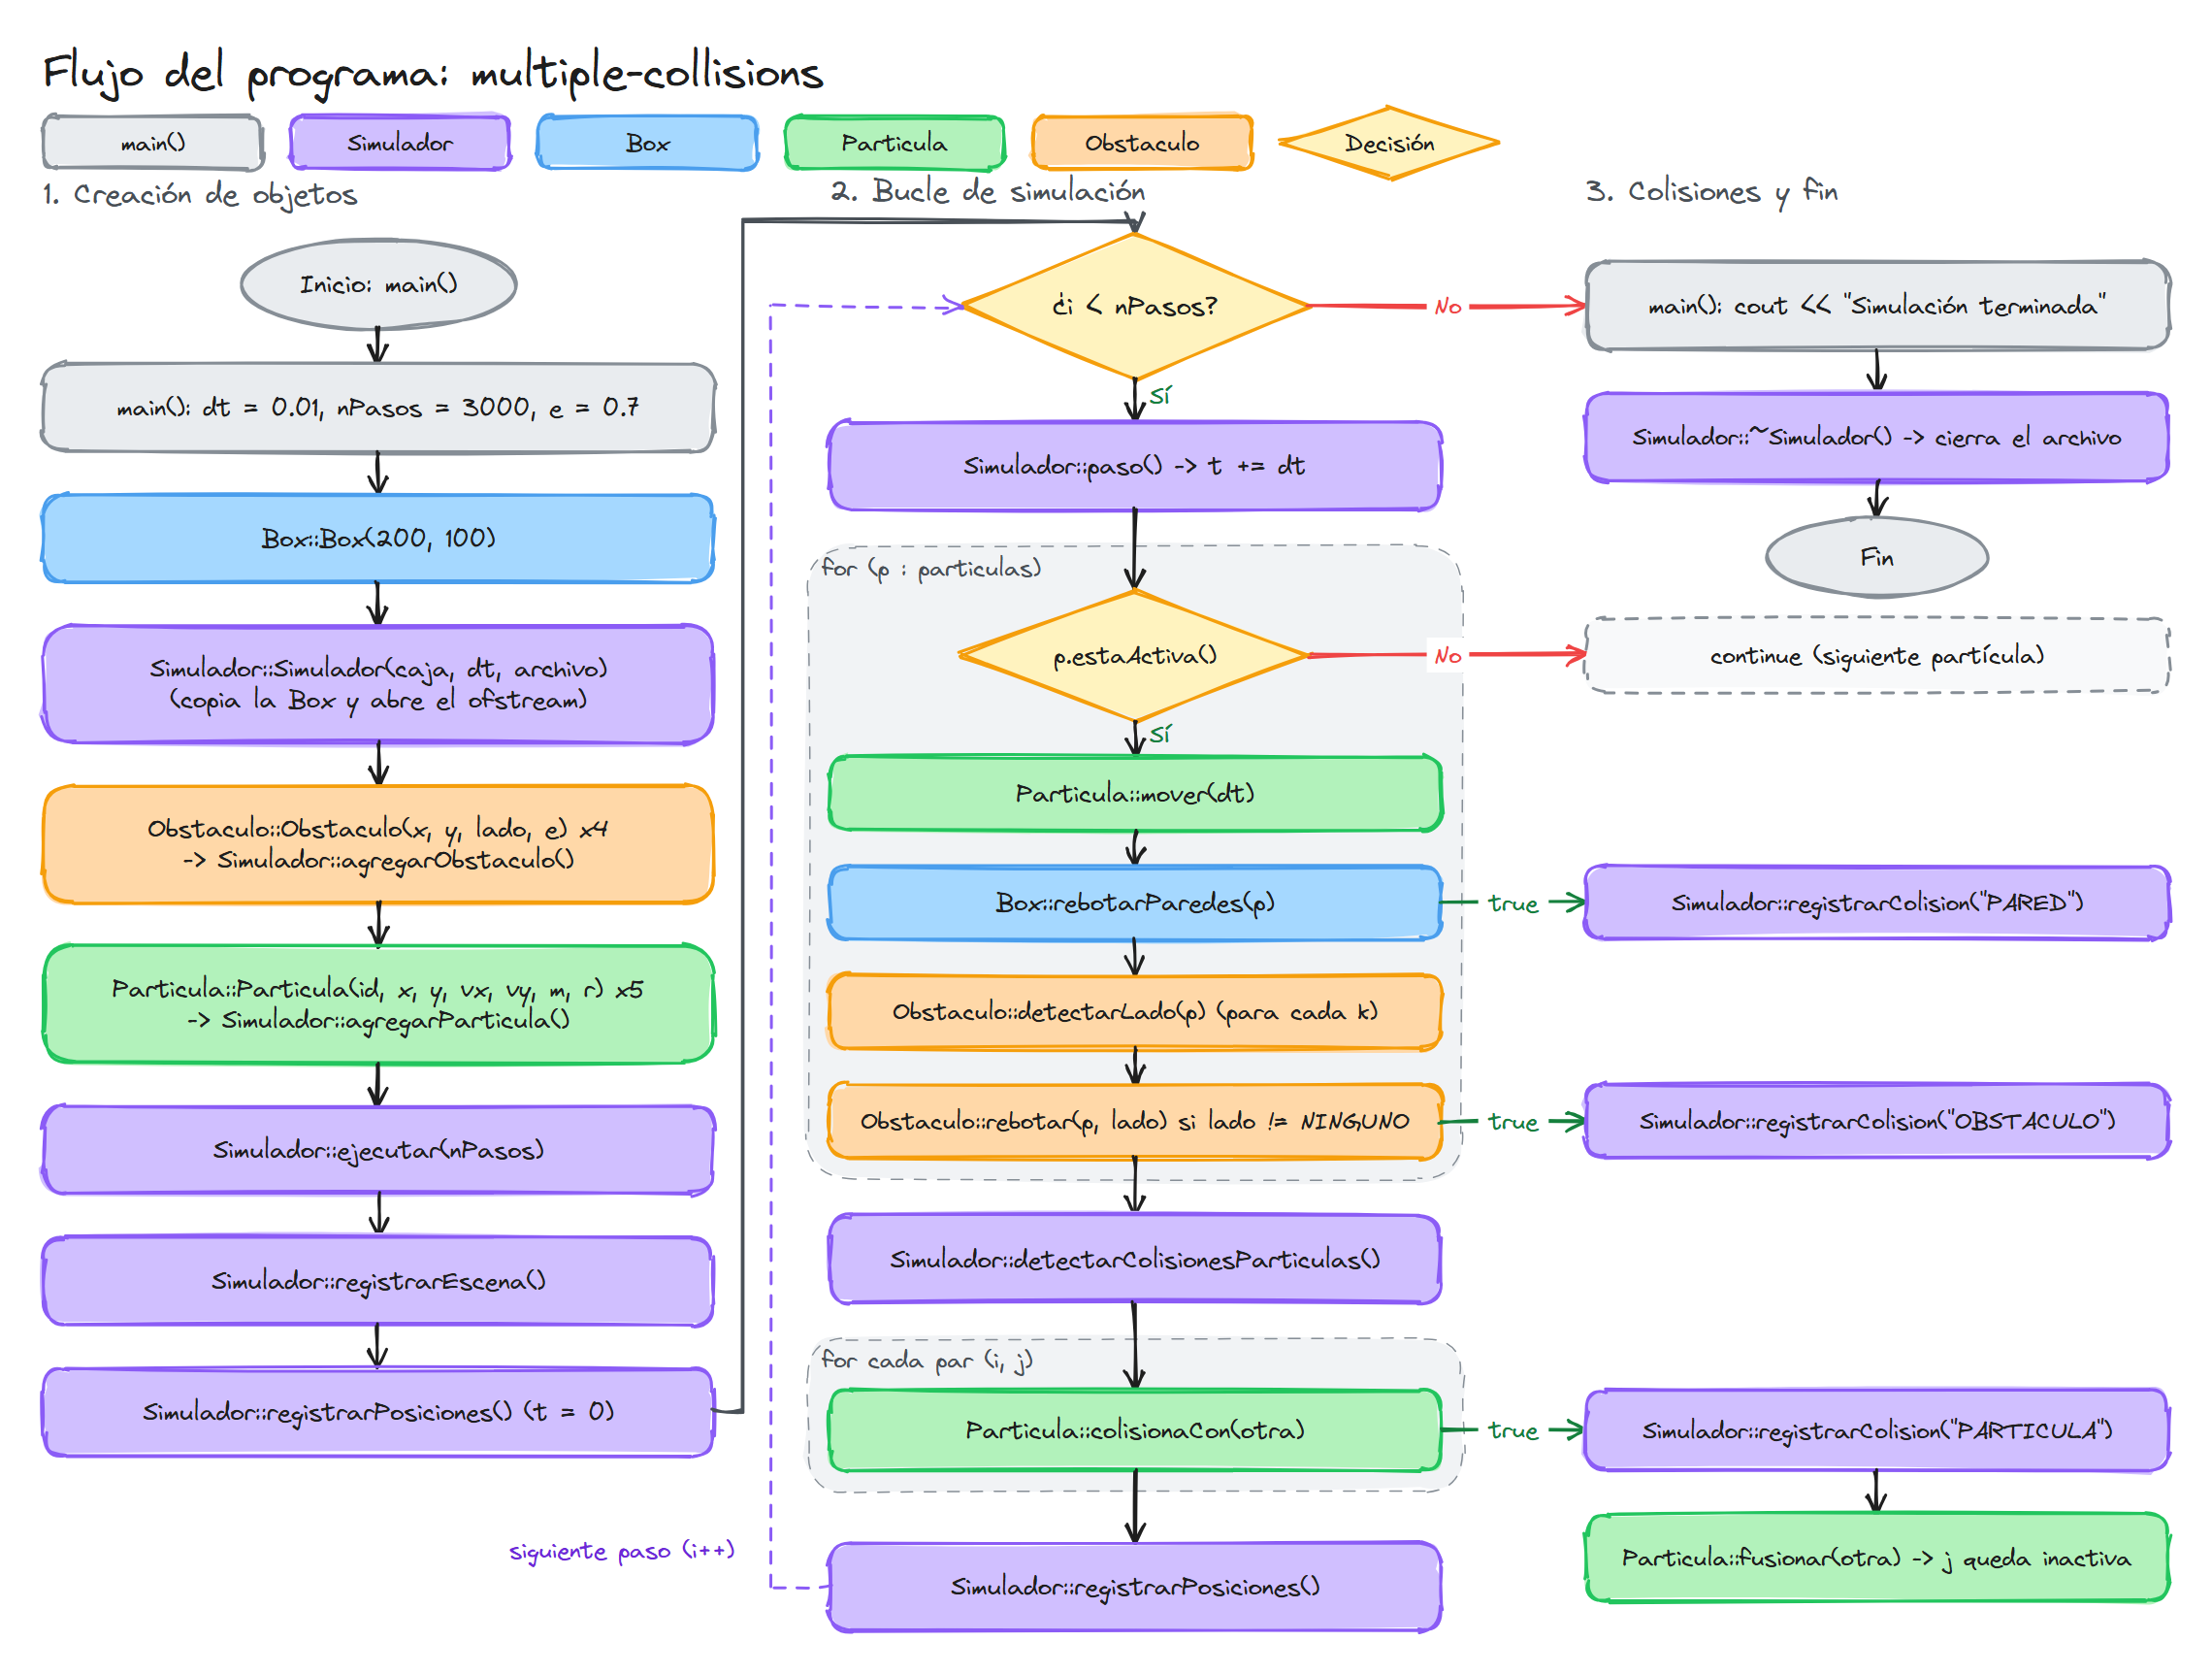 Flujo del programa: multiple-collisions
main()
Simulador
Box
Particula
Obstaculo
Decisión
1. Creación de objetos
Inicio: main()
main(): dt = 0.01, nPasos = 3000, e = 0.7
Box::Box(200, 100)
Simulador::Simulador(caja, dt, archivo)
(copia la Box y abre el ofstream)
Obstaculo::Obstaculo(x, y, lado, e) x4
-> Simulador::agregarObstaculo()
Particula::Particula(id, x, y, vx, vy, m, r) x5
-> Simulador::agregarParticula()
Simulador::ejecutar(nPasos)
Simulador::registrarEscena()
Simulador::registrarPosiciones() (t = 0)
2. Bucle de simulación
¿i < nPasos?
No
Sí
Simulador::paso() -> t += dt
for (p : particulas)
p.estaActiva()
No
Sí
Particula::mover(dt)
Box::rebotarParedes(p)
true
Obstaculo::detectarLado(p) (para cada k)
Obstaculo::rebotar(p, lado) si lado != NINGUNO
true
Simulador::detectarColisionesParticulas()
for cada par (i, j)
Particula::colisionaCon(otra)
true
Simulador::registrarPosiciones()
siguiente paso (i++)
3. Colisiones y fin
main(): cout << "Simulación terminada"
Simulador::~Simulador() -> cierra el archivo
Fin
continue (siguiente partícula)
Simulador::registrarColision("PARED")
Simulador::registrarColision("OBSTACULO")
Simulador::registrarColision("PARTICULA")
Particula::fusionar(otra) -> j queda inactiva